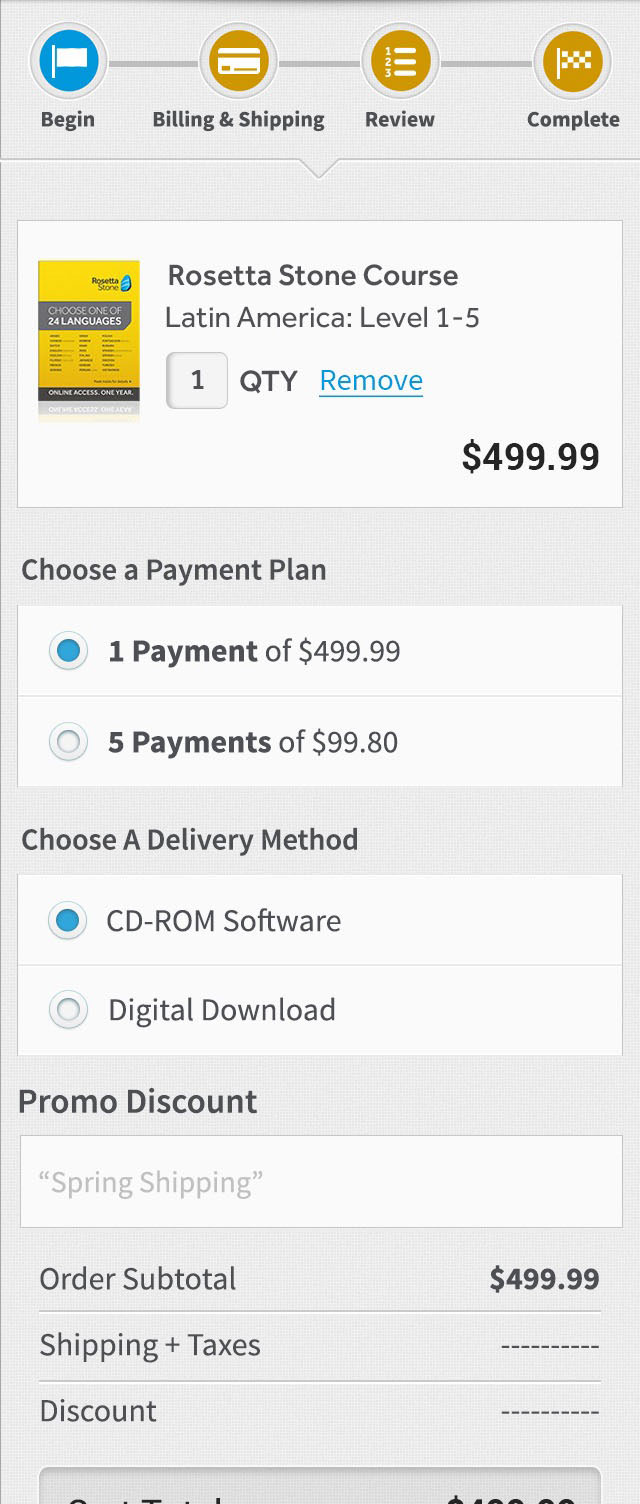 1
2
3
Begin
Billing & Shipping
Review
Complete
Rosetta
Stone
CHOOSE ONE OF
24 LANGUAGES
ONLINE ACCESS. ONE YEAR.
Rosetta Stone Course
Latin America: Level 1-5
1 QTY Remove
$499.99
Choose a Payment Plan
1 Payment of $499.99
5 Payments of $99.80
Choose A Delivery Method
CD-ROM Software
Digital Download
Promo Discount
“Spring Shipping”
Order Subtotal $499.99
Shipping + Taxes ----------
Discount ----------